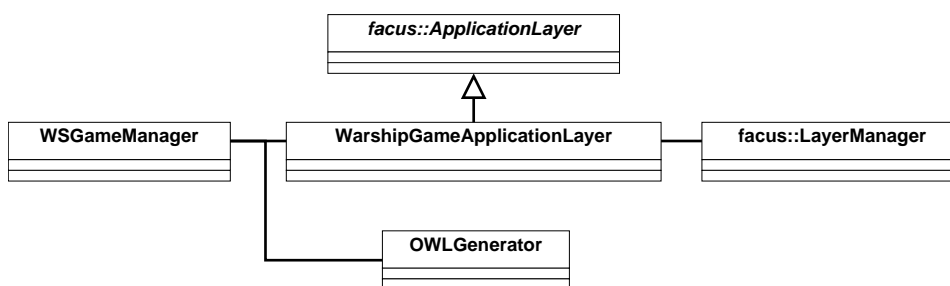 facus::ApplicationLayer
WSGameManager
WarshipGameApplicationLayer
facus::LayerManager
OWLGenerator